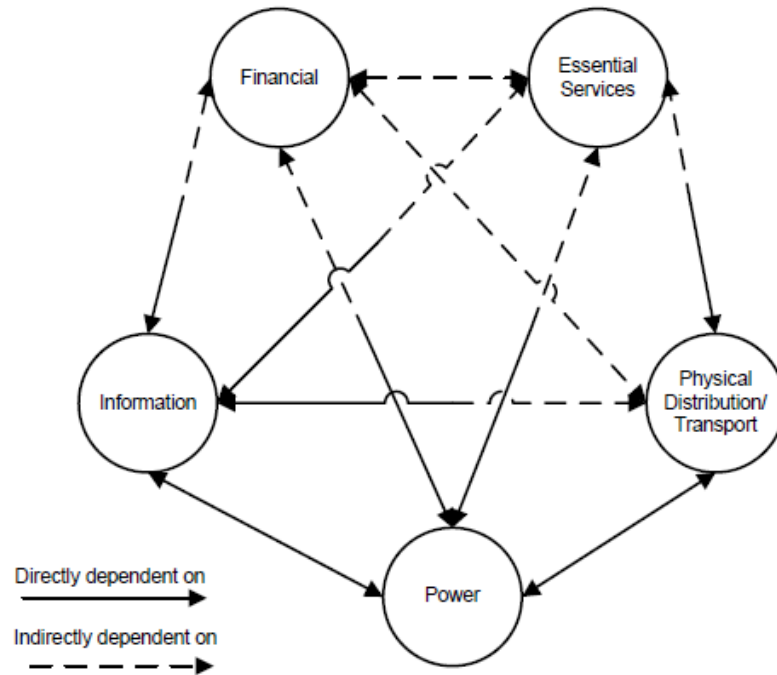 Financial
Essential
Services
Information
Physical
Distribution/
Transport
Power
Directly dependent on
Indirectly dependent on